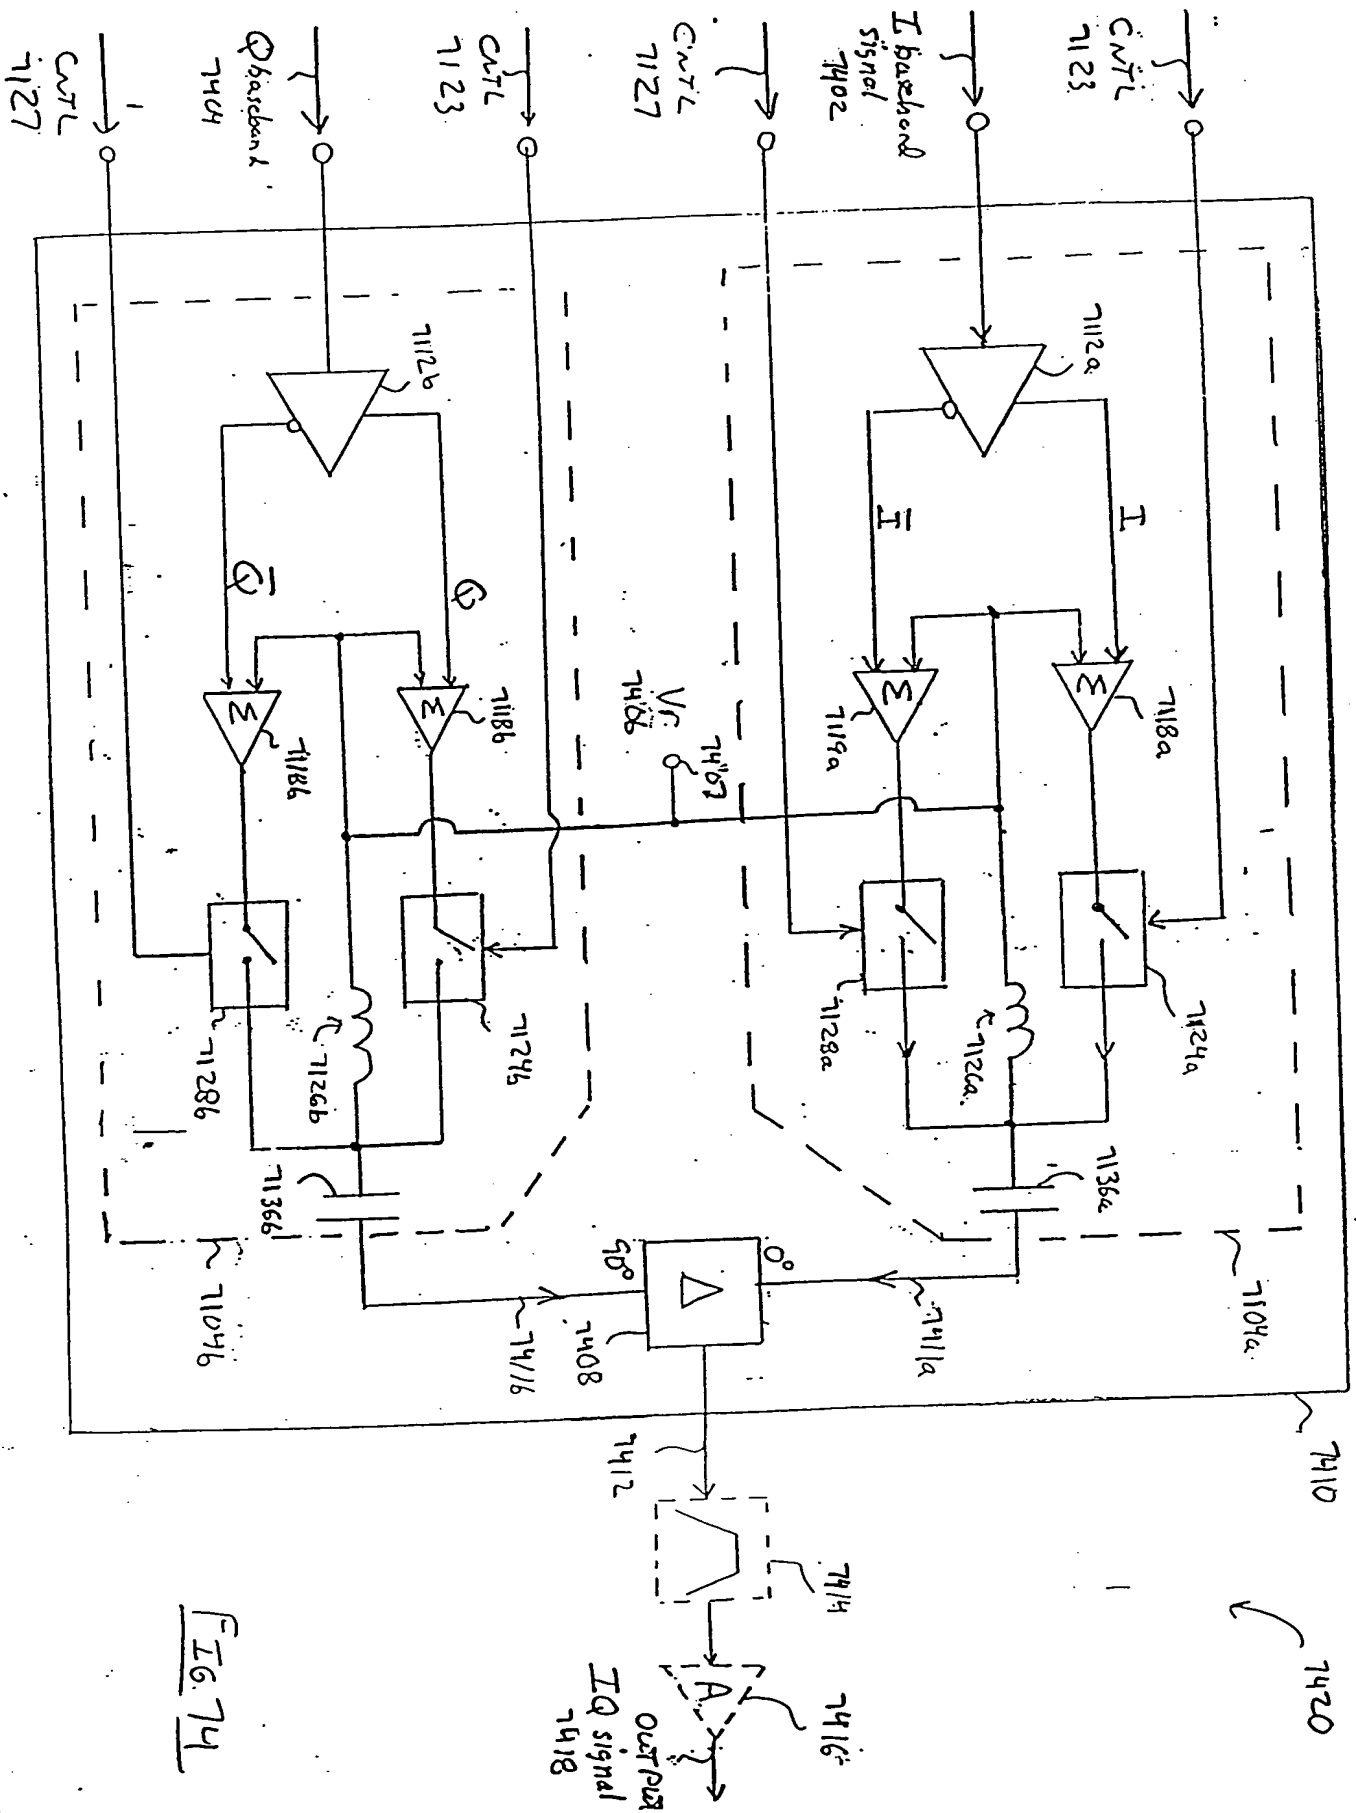 CNTL
7123
I baseband
signal
7402
CNTL
7127
CNTL
7123
Q baseband
7404
CNTL
7127
7112a
I
I̅
7118a
7119a
Σ
Σ
7124a
7128a
7126a
7136a
7104a
7411a
Vr
7406
7407
7112b
Q
Q̅
7118b
7118b
Σ
Σ
7124b
7128b
7126b
7136b
7104b
7411b
0°
90°
7408
7410
7412
7414
A
7416
OUTPUT
IQ signal
7418
7420
FIG. 74